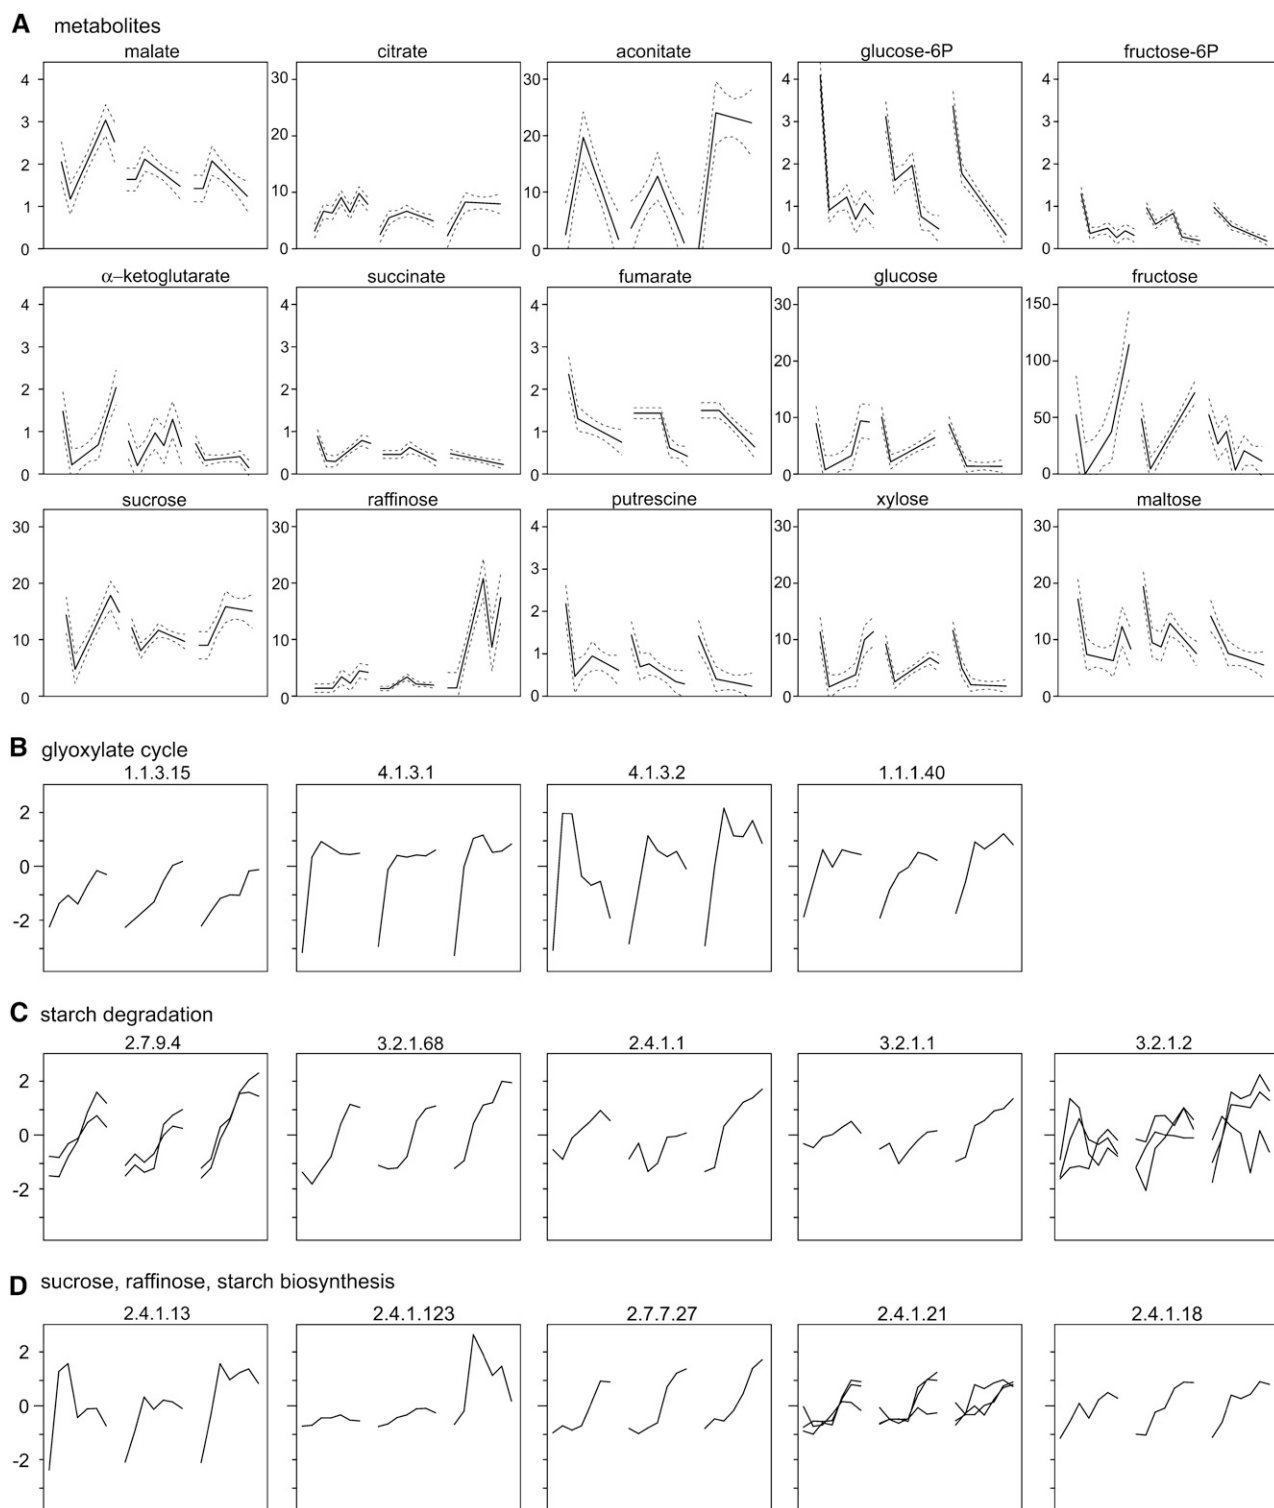 A metabolites
malate citrate aconitate glucose-6P fructose-6P
4 30 30 4 4
3 3 3
20 20
2 2 2
10 10
1 1 1
0 0 0 0 0
α–ketoglutarate succinate fumarate glucose fructose
4 4 4 30 150
3 3 3
20 100
2 2 2
10 50
1 1 1
0 0 0 0 0
sucrose raffinose putrescine xylose maltose
30 30 4 30 30
3
20 20 20 20
2
10 10 10 10
1
0 0 0 0 0
B glyoxylate cycle
1.1.3.15 4.1.3.1 4.1.3.2 1.1.1.40
2
0
-2
C starch degradation
2.7.9.4 3.2.1.68 2.4.1.1 3.2.1.1 3.2.1.2
2
0
-2
D sucrose, raffinose, starch biosynthesis
2.4.1.13 2.4.1.123 2.7.7.27 2.4.1.21 2.4.1.18
2
0
-2